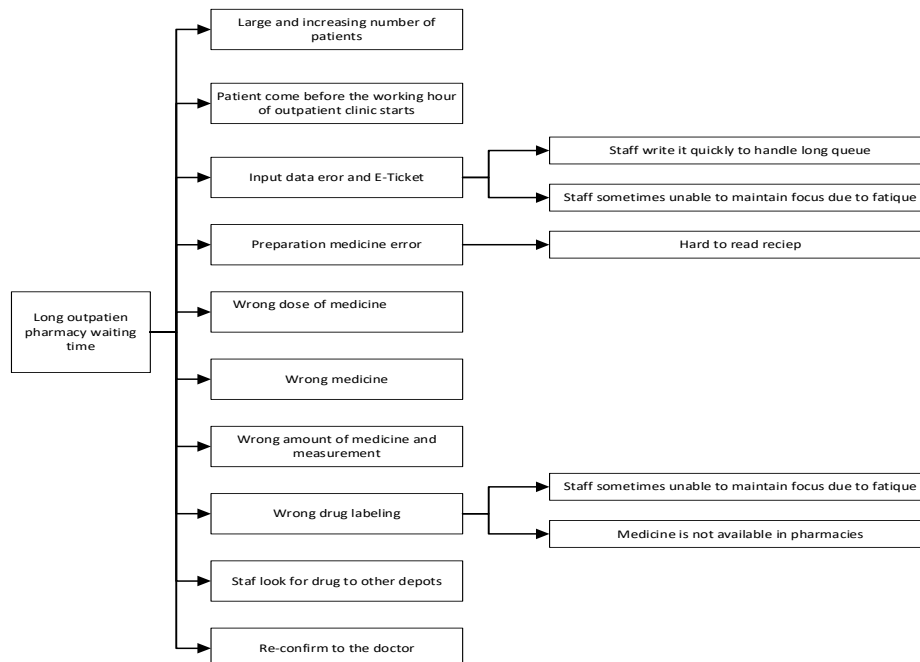 Large and increasing number of
patients
Patient come before the working hour
of outpatient clinic starts
Staff write it quickly to handle long queue
Input data eror and E-Ticket
Staff sometimes unable to maintain focus due to fatique
Preparation medicine error
Hard to read reciep
Long outpatien
pharmacy waiting
time
Wrong dose of medicine
Wrong medicine
Wrong amount of medicine and
measurement
Staff sometimes unable to maintain focus due to fatique
Wrong drug labeling
Medicine is not available in pharmacies
Staf look for drug to other depots
Re-confirm to the doctor